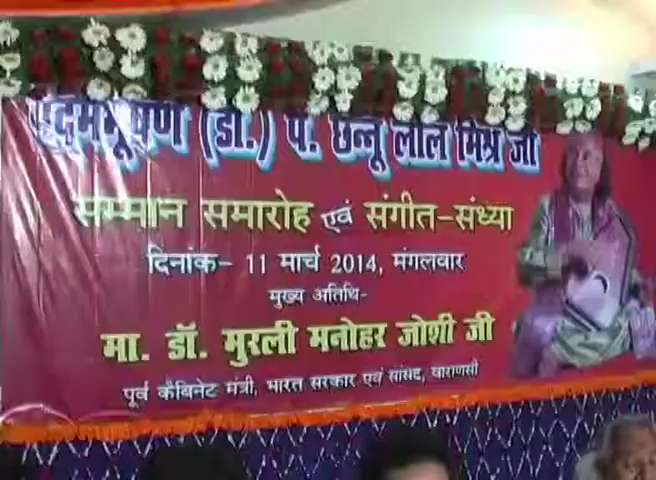 पद्मभूषण (डॉ.) पं. छन्नू लाल मिश्र जी
सम्मान समारोह एवं संगीत-संध्या
दिनांक- 11 मार्च 2014, मंगलवार
मुख्य अतिथि-
मा. डॉ. मुरली मनोहर जोशी जी
पूर्व कैबिनेट मंत्री, भारत सरकार एवं सांसद, वाराणसी